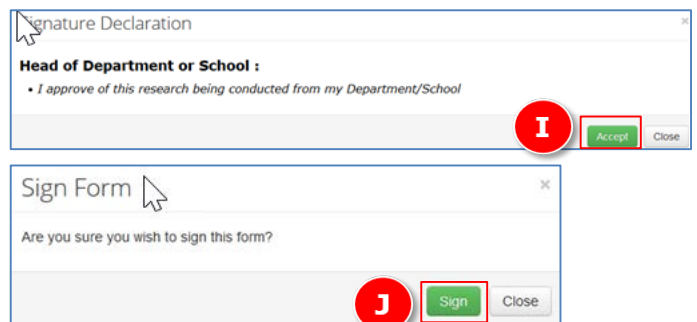 Signature Declaration ×
Head of Department or School :
• I approve of this research being conducted from my Department/School
I Accept Close
Sign Form ×
Are you sure you wish to sign this form?
J Sign Close